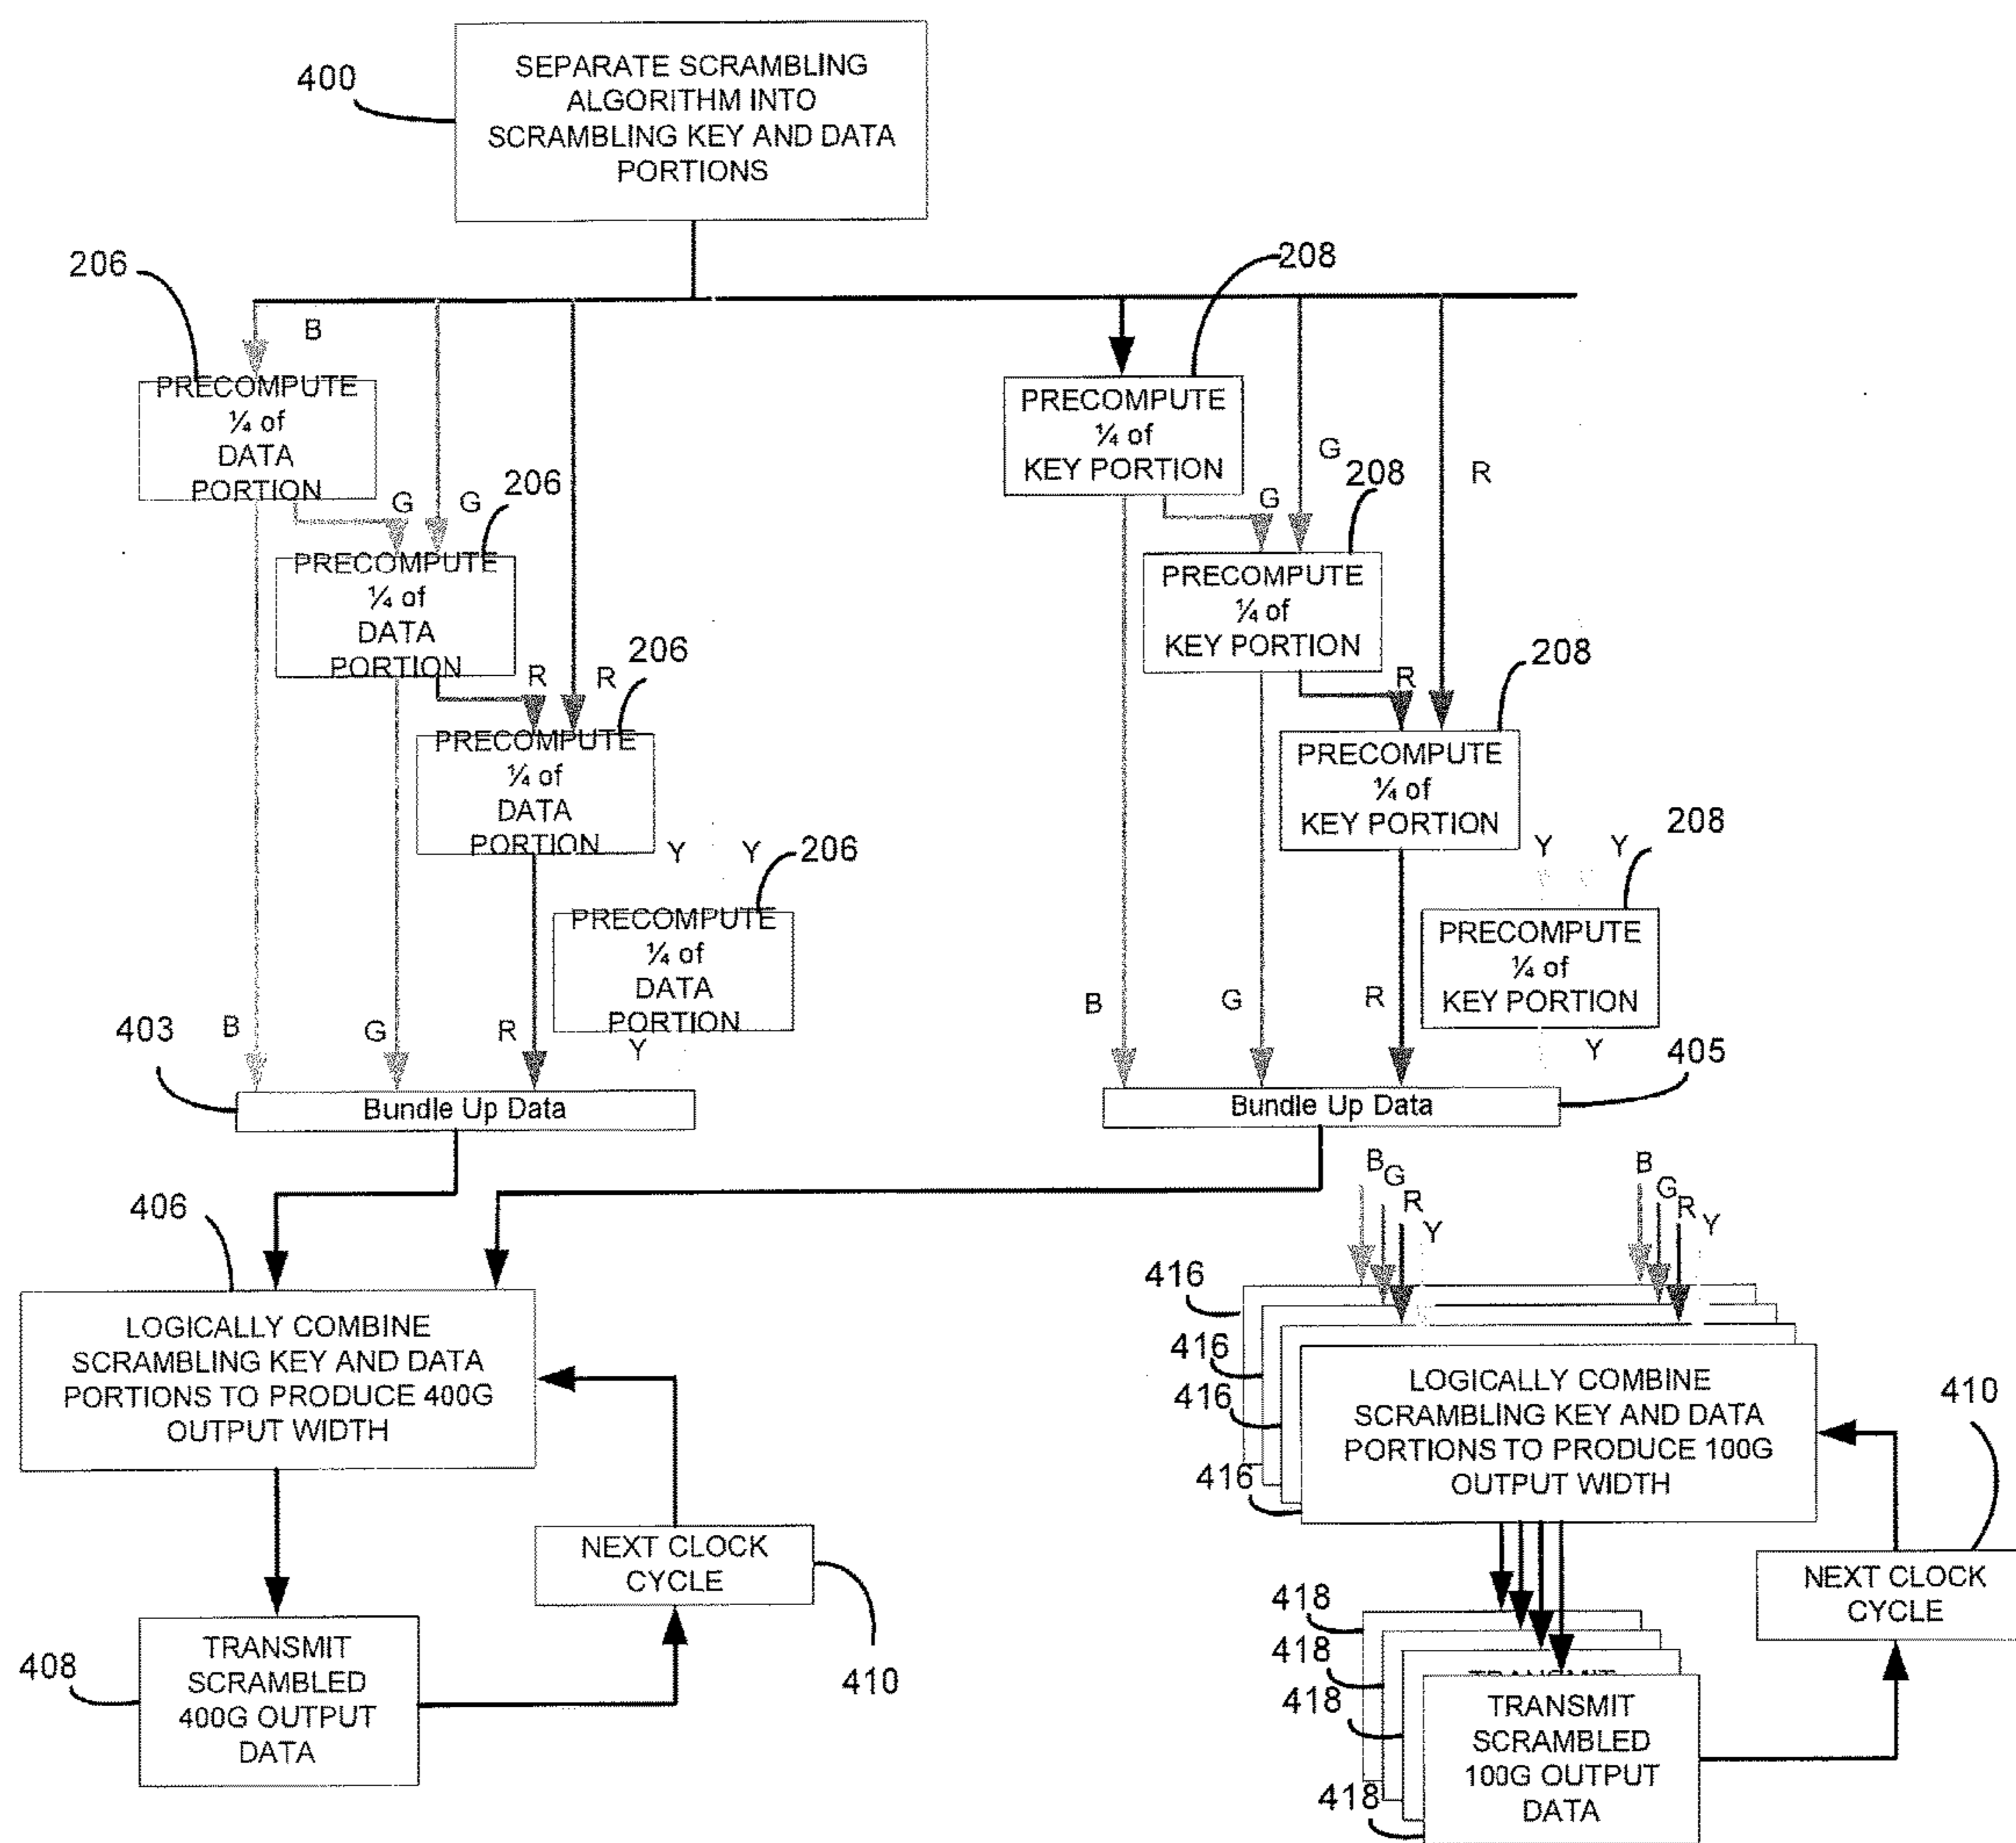 400
SEPARATE SCRAMBLING
ALGORITHM INTO
SCRAMBLING KEY AND DATA
PORTIONS
206
208
B
PRECOMPUTE
¼ of
DATA
PORTION
PRECOMPUTE
¼ of
KEY PORTION
G
R
G
G
206
G
208
PRECOMPUTE
¼ of
DATA
PORTION
PRECOMPUTE
¼ of
KEY PORTION
R
R
206
R
208
PRECOMPUTE
¼ of
DATA
PORTION
PRECOMPUTE
¼ of
KEY PORTION
Y
Y
206
Y
Y
208
PRECOMPUTE
¼ of
DATA
PORTION
PRECOMPUTE
¼ of
KEY PORTION
403
B
G
R
Y
B
G
R
Y
405
Bundle Up Data
Bundle Up Data
B
G
R
Y
B
G
R
Y
406
LOGICALLY COMBINE
SCRAMBLING KEY AND DATA
PORTIONS TO PRODUCE 400G
OUTPUT WIDTH
416
416
416
416
LOGICALLY COMBINE
SCRAMBLING KEY AND DATA
PORTIONS TO PRODUCE 100G
OUTPUT WIDTH
410
NEXT CLOCK
CYCLE
NEXT CLOCK
CYCLE
408
TRANSMIT
SCRAMBLED
400G OUTPUT
DATA
410
418
418
418
418
TRANSMIT
TRANSMIT
SCRAMBLED
100G OUTPUT
DATA